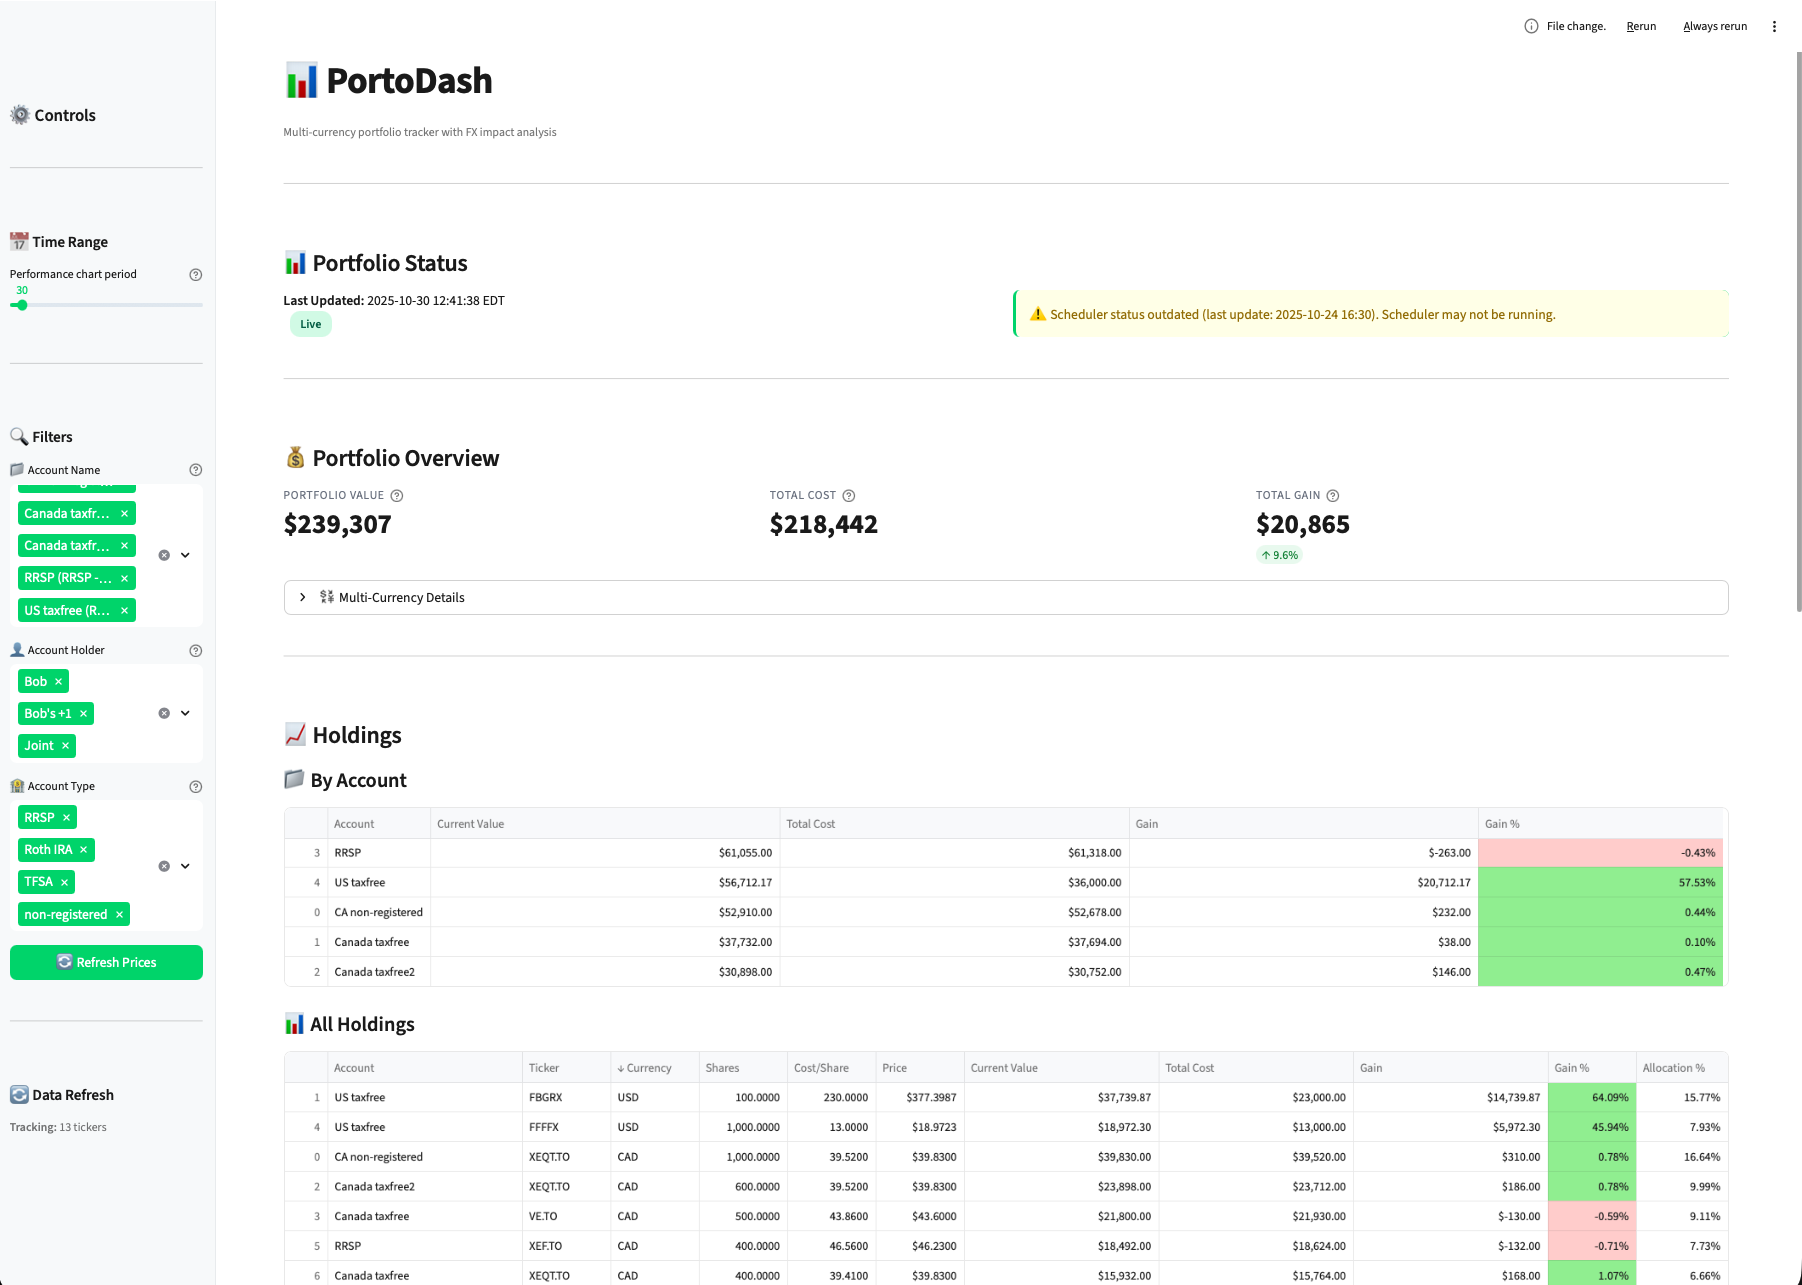 File change. Rerun Always rerun
Controls
Time Range
Performance chart period
30
Filters
Account Name
Canada taxfr... ×
Canada taxfr... ×
RRSP (RRSP -... ×
US taxfree (R... ×
Account Holder
Bob ×
Bob's +1 ×
Joint ×
Account Type
RRSP ×
Roth IRA ×
TFSA ×
non-registered ×
Refresh Prices
Data Refresh
Tracking: 13 tickers
PortoDash
Multi-currency portfolio tracker with FX impact analysis
Portfolio Status
Last Updated: 2025-10-30 12:41:38 EDT
Live
Scheduler status outdated (last update: 2025-10-24 16:30). Scheduler may not be running.
Portfolio Overview
PORTFOLIO VALUE TOTAL COST TOTAL GAIN
$239,307 $218,442 $20,865
↑ 9.6%
Multi-Currency Details
Holdings
By Account
Account Current Value Total Cost Gain Gain %
3 RRSP $61,055.00 $61,318.00 $-263.00 -0.43%
4 US taxfree $56,712.17 $36,000.00 $20,712.17 57.53%
0 CA non-registered $52,910.00 $52,678.00 $232.00 0.44%
1 Canada taxfree $37,732.00 $37,694.00 $38.00 0.10%
2 Canada taxfree2 $30,898.00 $30,752.00 $146.00 0.47%
All Holdings
Account Ticker ↓ Currency Shares Cost/Share Price Current Value Total Cost Gain Gain % Allocation %
1 US taxfree FBGRX USD 100.0000 230.0000 $377.3987 $37,739.87 $23,000.00 $14,739.87 64.09% 15.77%
4 US taxfree FFFFX USD 1,000.0000 13.0000 $18.9723 $18,972.30 $13,000.00 $5,972.30 45.94% 7.93%
0 CA non-registered XEQT.TO CAD 1,000.0000 39.5200 $39.8300 $39,830.00 $39,520.00 $310.00 0.78% 16.64%
2 Canada taxfree2 XEQT.TO CAD 600.0000 39.5200 $39.8300 $23,898.00 $23,712.00 $186.00 0.78% 9.99%
3 Canada taxfree VE.TO CAD 500.0000 43.8600 $43.6000 $21,800.00 $21,930.00 $-130.00 -0.59% 9.11%
5 RRSP XEF.TO CAD 400.0000 46.5600 $46.2300 $18,492.00 $18,624.00 $-132.00 -0.71% 7.73%
6 Canada taxfree XEQT.TO CAD 400.0000 39.4100 $39.8300 $15,932.00 $15,764.00 $168.00 1.07% 6.66%